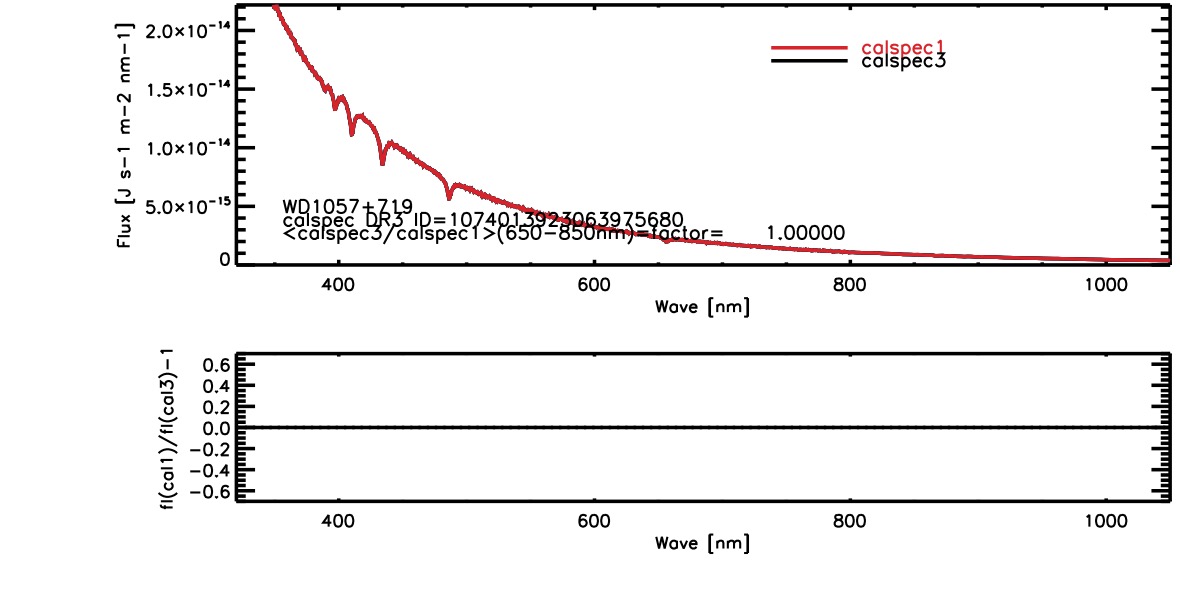 2.0×10−14
1.5×10−14
1.0×10−14
5.0×10−15
0
Flux [J s−1 m−2 nm−1]
calspec1
calspec3
WD1057+719
calspec DR3 ID=1074013923063975680
<calspec3/calspec1>(650−850nm)=factor= 1.00000
400 600 800 1000
Wave [nm]
0.6
0.4
0.2
0.0
−0.2
−0.4
−0.6
fl(cal1)/fl(cal3)−1
400 600 800 1000
Wave [nm]